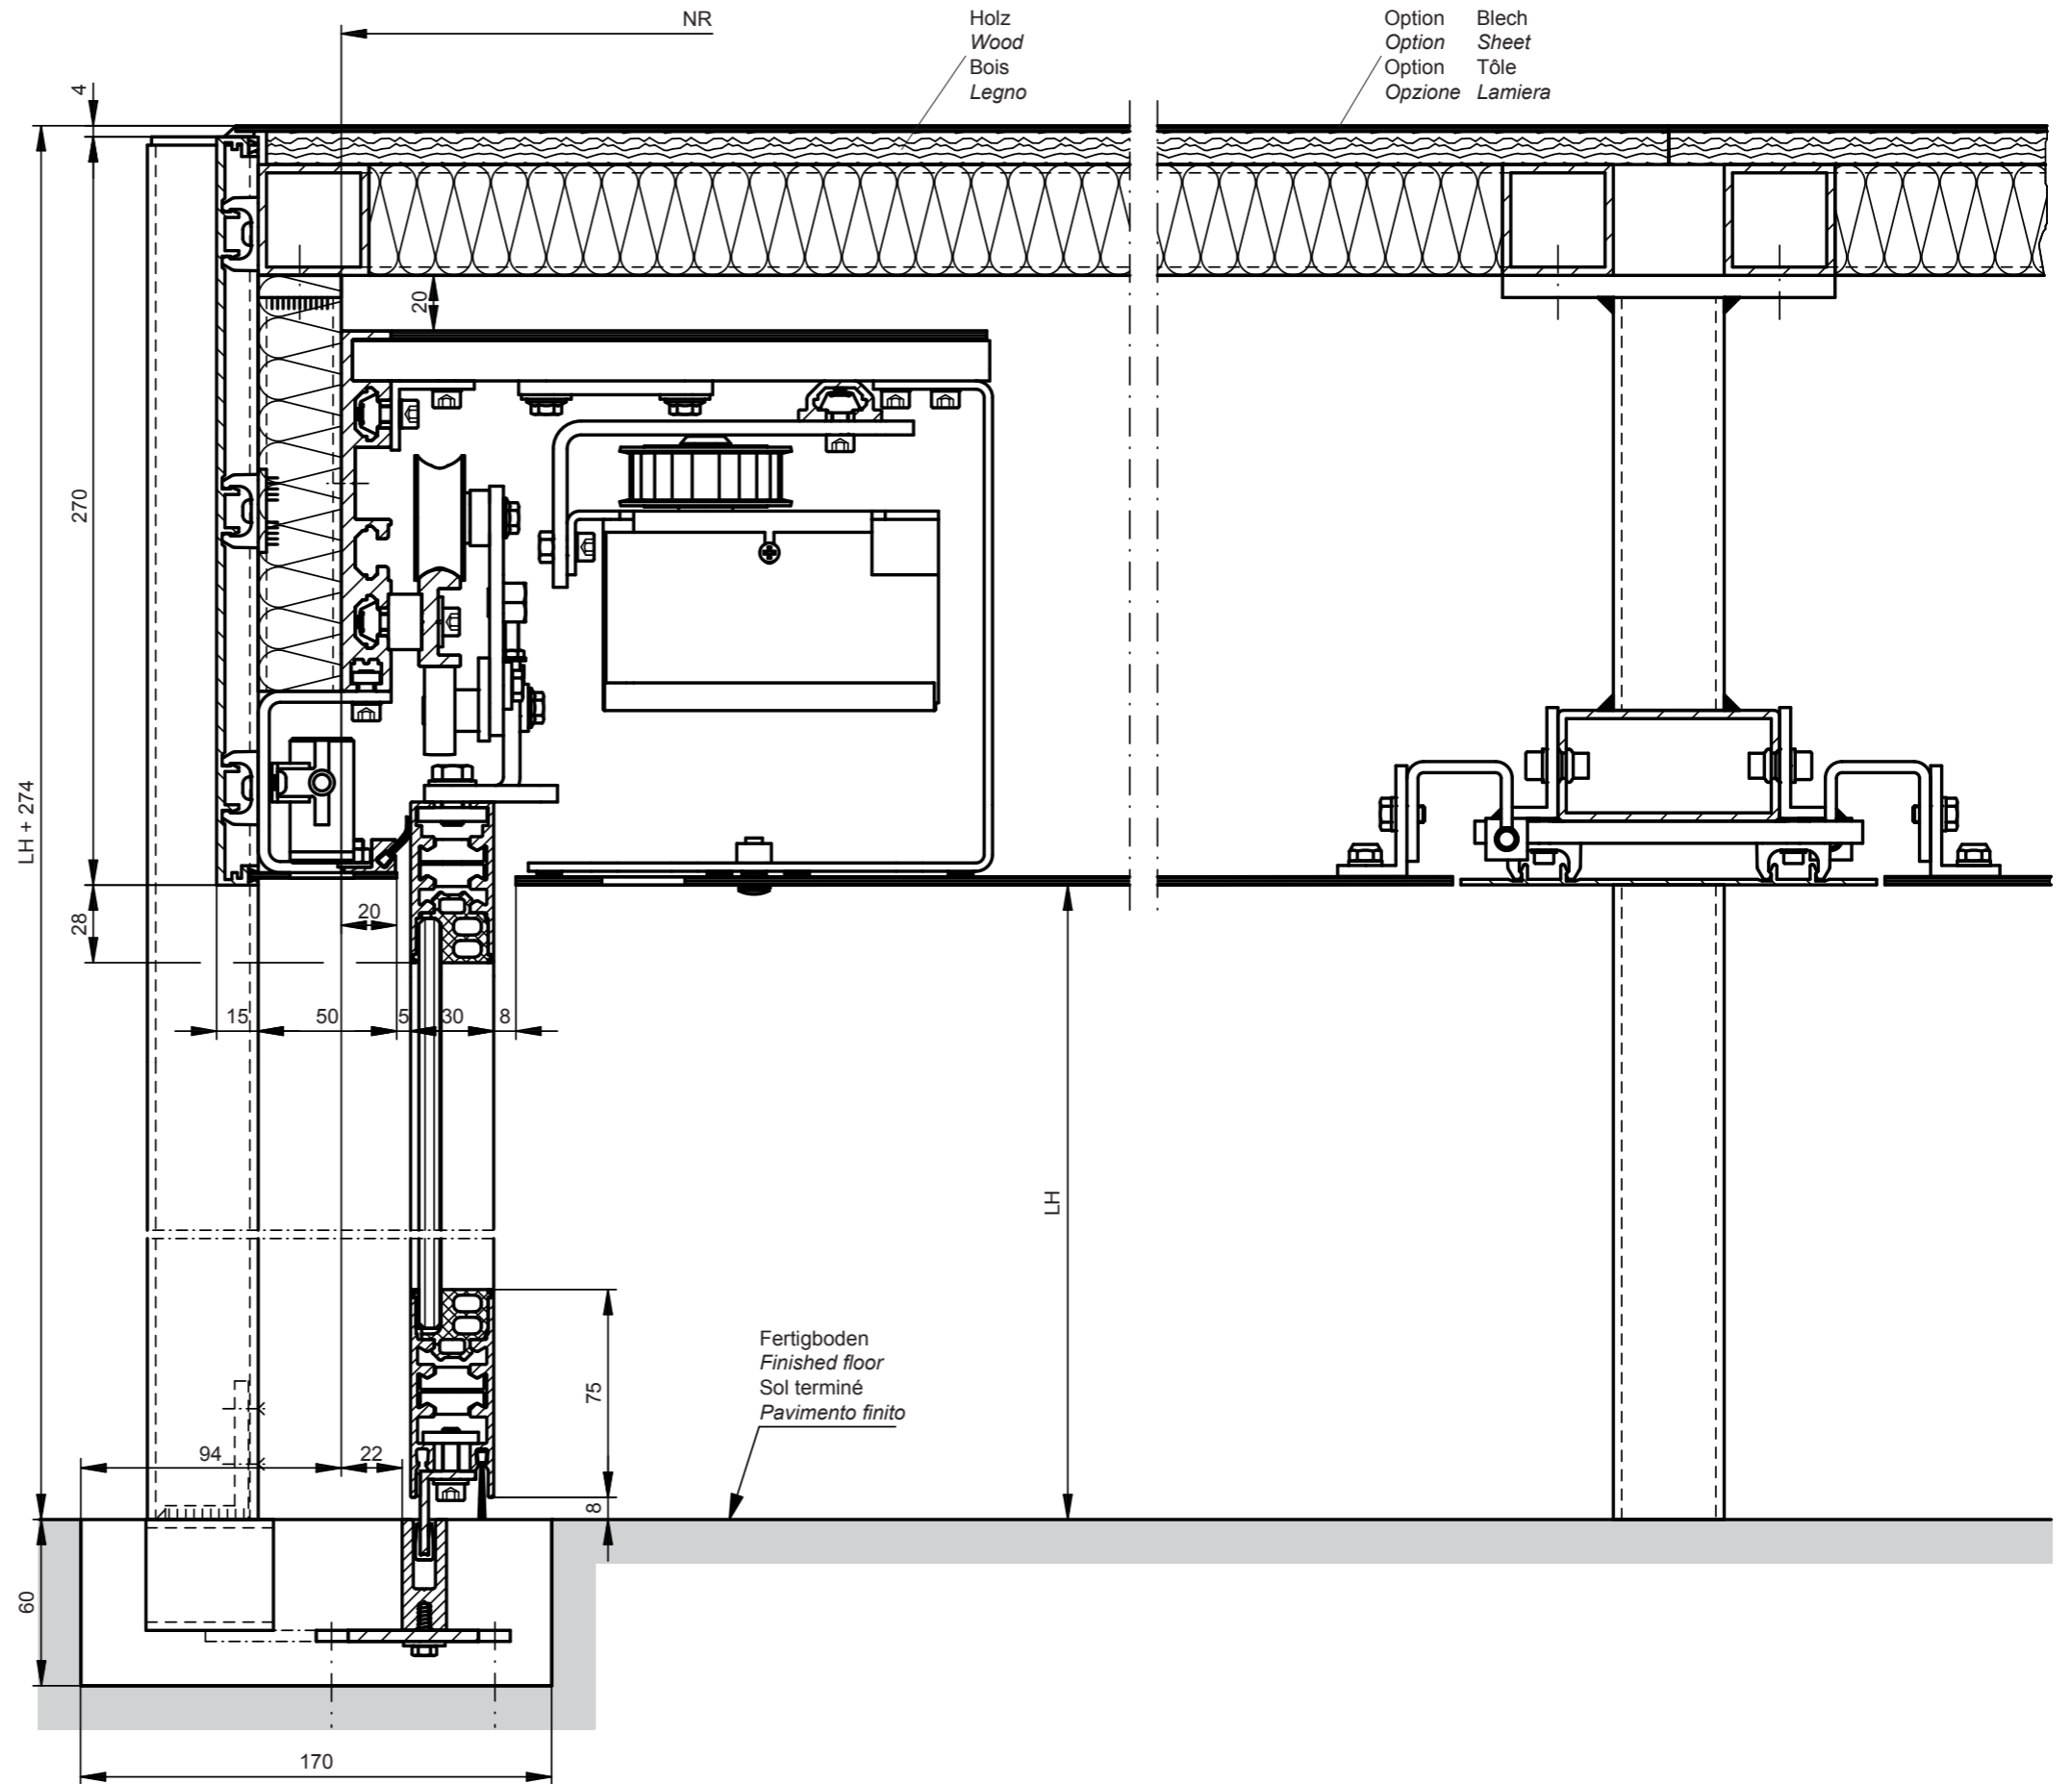 NR
Holz
Wood
Bois
Legno
Option Blech
Option Sheet
Option Tôle
Opzione Lamiera
4
20
270
LH + 274
28
20
15 50 5 30 8
LH
Fertigboden
Finished floor
Sol terminé
Pavimento finito
75
94 22
8
60
170